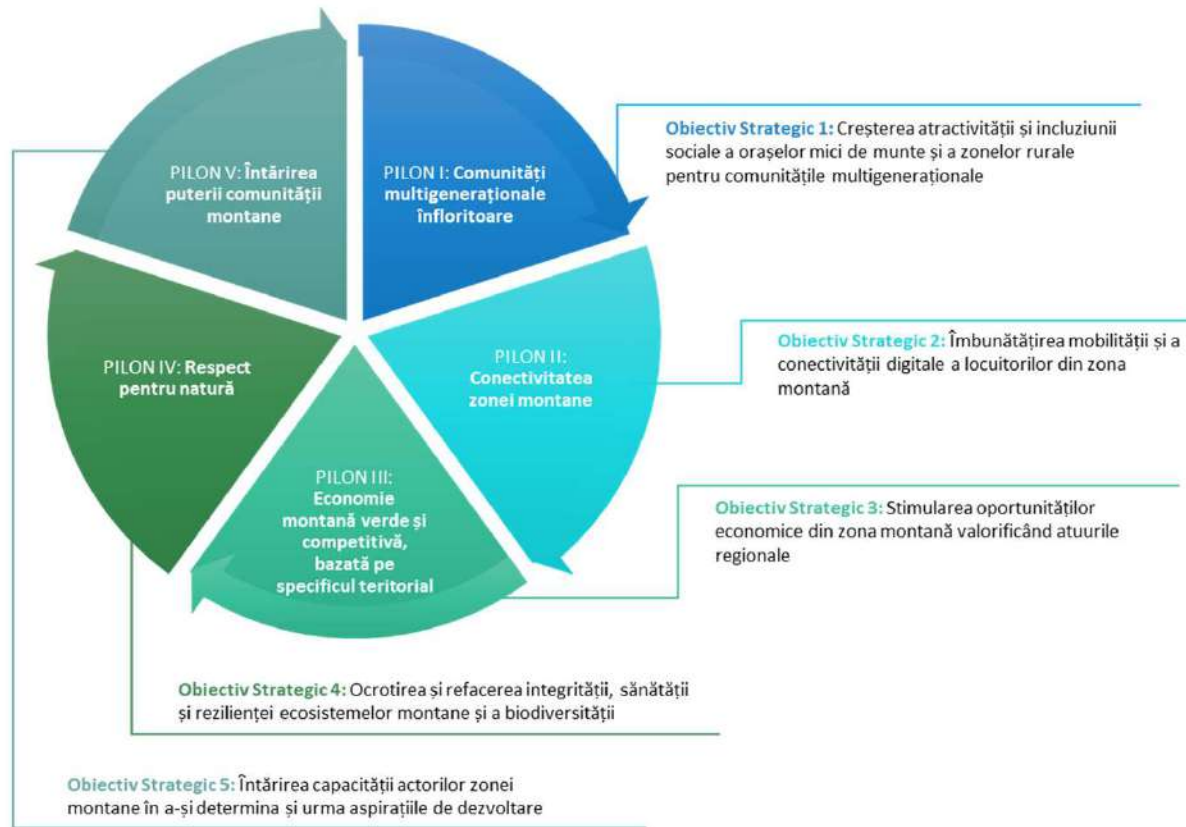 PILON I: Comunități
multigeneraționale
înfloritoare
Obiectiv Strategic 1: Creșterea atractivității și incluziunii
sociale a orașelor mici de munte și a zonelor rurale
pentru comunitățile multigeneraționale
PILON II:
Conectivitatea
zonei montane
Obiectiv Strategic 2: Îmbunătățirea mobilității și a
conectivității digitale a locuitorilor din zona
montană
PILON III:
Economie
montană verde și
competitivă,
bazată pe
specificul teritorial
Obiectiv Strategic 3: Stimularea oportunităților
economice din zona montană valorificând atuurile
regionale
PILON IV: Respect
pentru natură
Obiectiv Strategic 4: Ocrotirea și refacerea integrității, sănătății
și rezilienței ecosistemelor montane și a biodiversității
PILON V: Întărirea
puterii comunității
montane
Obiectiv Strategic 5: Întărirea capacității actorilor zonei
montane în a-și determina și urma aspirațiile de dezvoltare